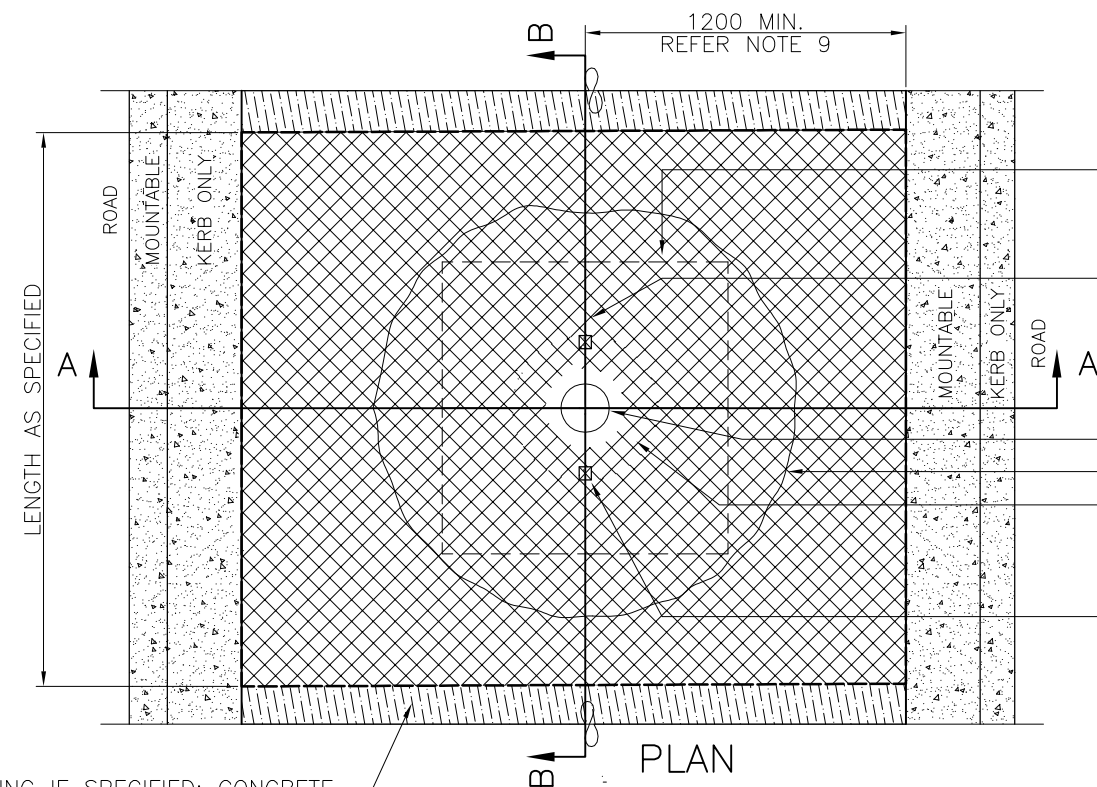 B
1200 MIN.
REFER NOTE 9
ROAD
MOUNTABLE
KERB ONLY
LENGTH AS SPECIFIED
A
MOUNTABLE
KERB ONLY
ROAD
A
B
PLAN
IF SPECIFIED; CONCRETE